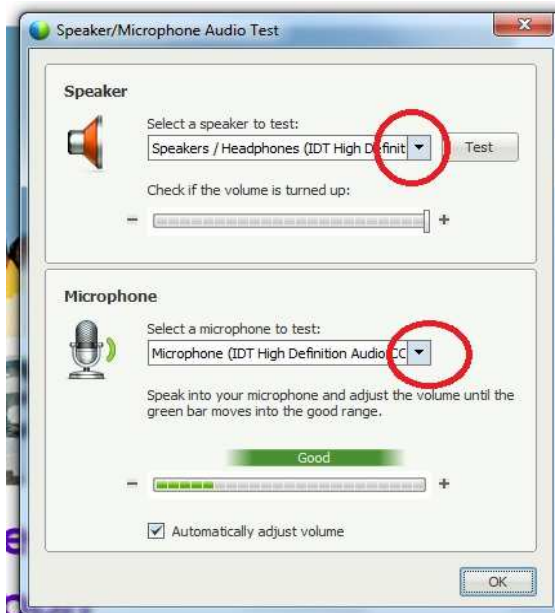 Speaker/Microphone Audio Test
Speaker
Select a speaker to test:
Speakers / Headphones (IDT High Definit
Test
Check if the volume is turned up:
- +
Microphone
Select a microphone to test:
Microphone (IDT High Definition Audio CC
Speak into your microphone and adjust the volume until the
green bar moves into the good range.
Good
- +
Automatically adjust volume
OK